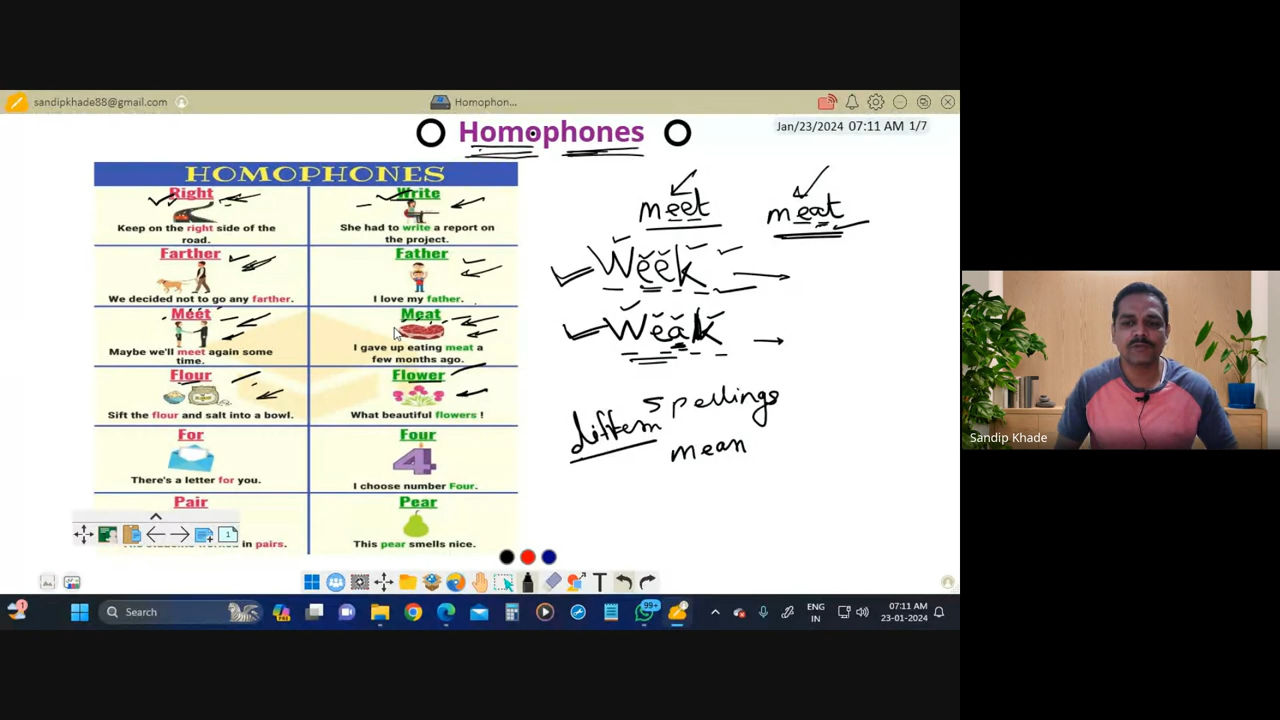 sandipkhade88@gmail.com
Homophon...
Homophones
Jan/23/2024 07:11 AM 1/7
HOMOPHONES
Right
Write
Keep on the right side of the
road.
She had to write a report on
the project.
Farther
Father
We decided not to go any farther.
I love my father.
Meet
Meat
Maybe we'll meet again some
time.
I gave up eating meat a
few months ago.
Flour
Flower
Sift the flour and salt into a bowl.
What beautiful flowers !
For
Four
4
There's a letter for you.
I choose number Four.
Pair
Pear
in pairs.
This pear smells nice.
meet
meat
Week
Weak
spellings
mean
1
T
Sandip Khade
1
Search
PRE
99+
ENG
IN
07:11 AM
23-01-2024